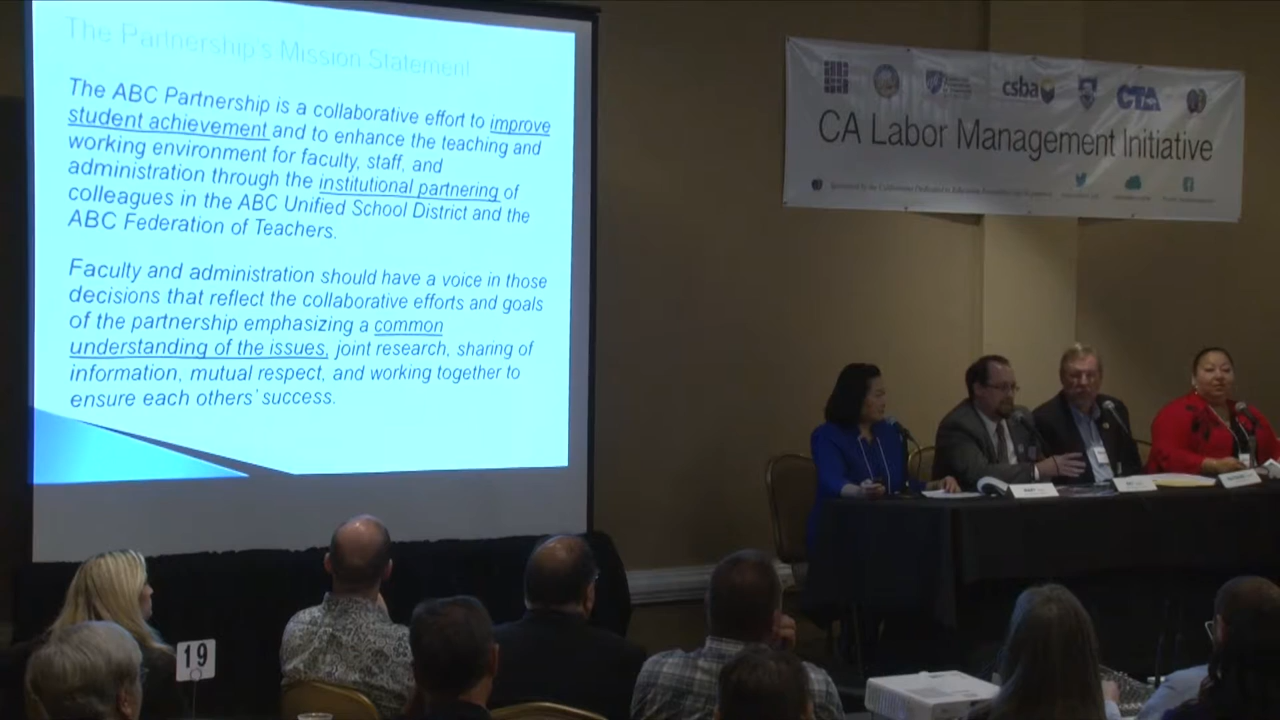 The Partnership's Mission Statement
The ABC Partnership is a collaborative effort to improve
student achievement and to enhance the teaching and
working environment for faculty, staff, and
administration through the institutional partnering of
colleagues in the ABC Unified School District and the
ABC Federation of Teachers.
Faculty and administration should have a voice in those
decisions that reflect the collaborative efforts and goals
of the partnership emphasizing a common
understanding of the issues, joint research, sharing of
information, mutual respect, and working together to
ensure each others' success.
csba
CTA
CA Labor Management Initiative
19